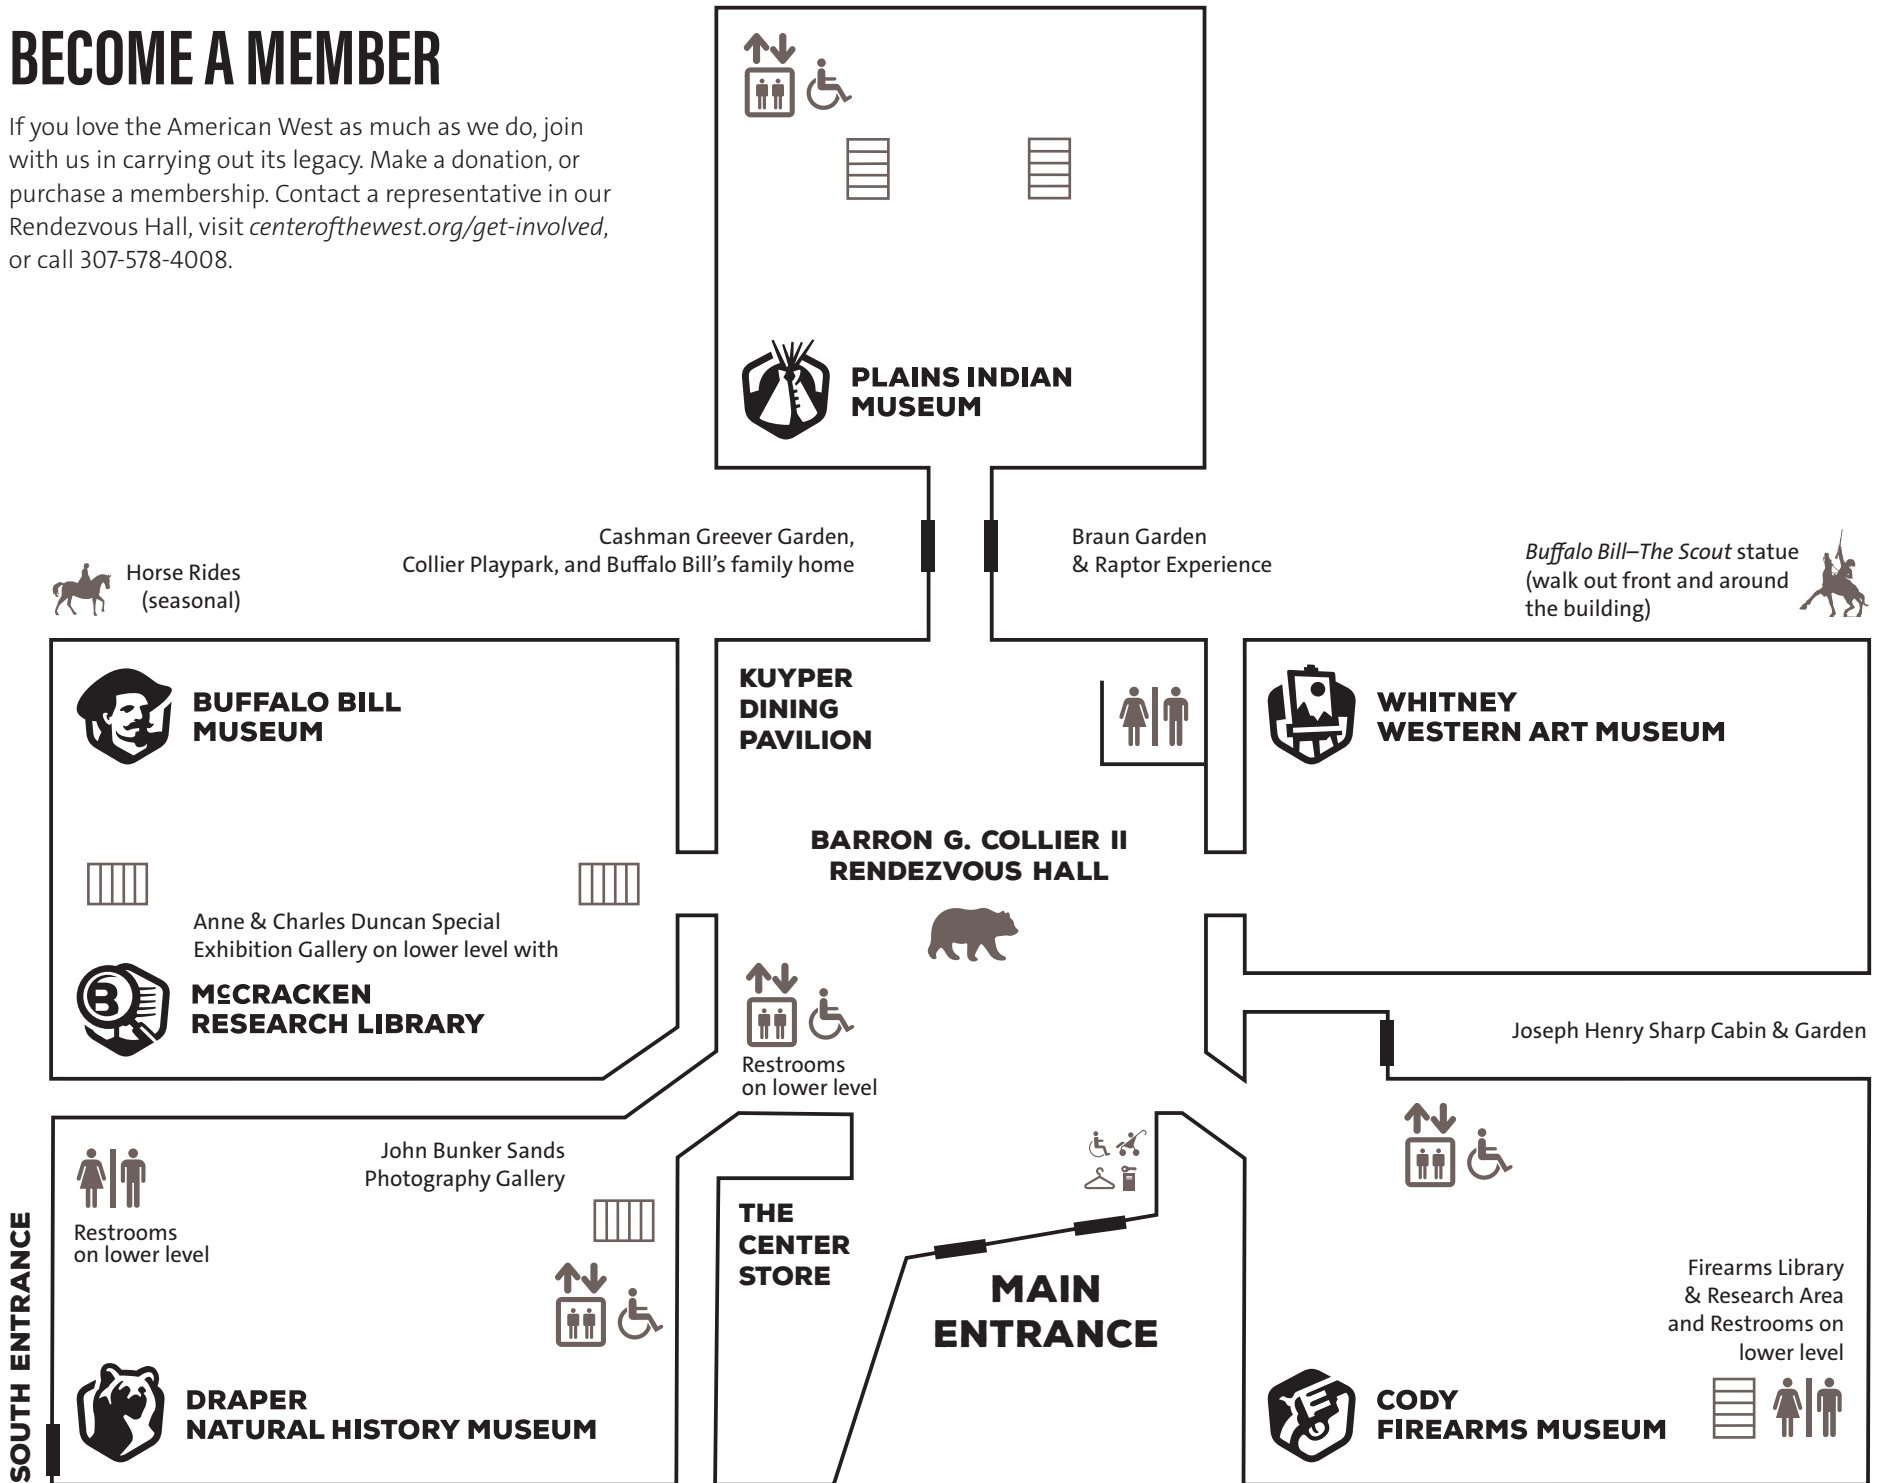 BECOME A MEMBER
If you love the American West as much as we do, join
with us in carrying out its legacy. Make a donation, or
purchase a membership. Contact a representative in our
Rendezvous Hall, visit centerofthewest.org/get-involved,
or call 307-578-4008.
PLAINS INDIAN
MUSEUM
Cashman Greever Garden,
Collier Playpark, and Buffalo Bill's family home
Braun Garden
& Raptor Experience
Horse Rides
(seasonal)
Buffalo Bill–The Scout statue
(walk out front and around
the building)
BUFFALO BILL
MUSEUM
KUYPER
DINING
PAVILION
WHITNEY
WESTERN ART MUSEUM
BARRON G. COLLIER II
RENDEZVOUS HALL
Anne & Charles Duncan Special
Exhibition Gallery on lower level with
B
McCRACKEN
RESEARCH LIBRARY
Restrooms
on lower level
Joseph Henry Sharp Cabin & Garden
John Bunker Sands
Photography Gallery
Restrooms
on lower level
SOUTH ENTRANCE
THE
CENTER
STORE
MAIN
ENTRANCE
Firearms Library
& Research Area
and Restrooms on
lower level
DRAPER
NATURAL HISTORY MUSEUM
CODY
FIREARMS MUSEUM